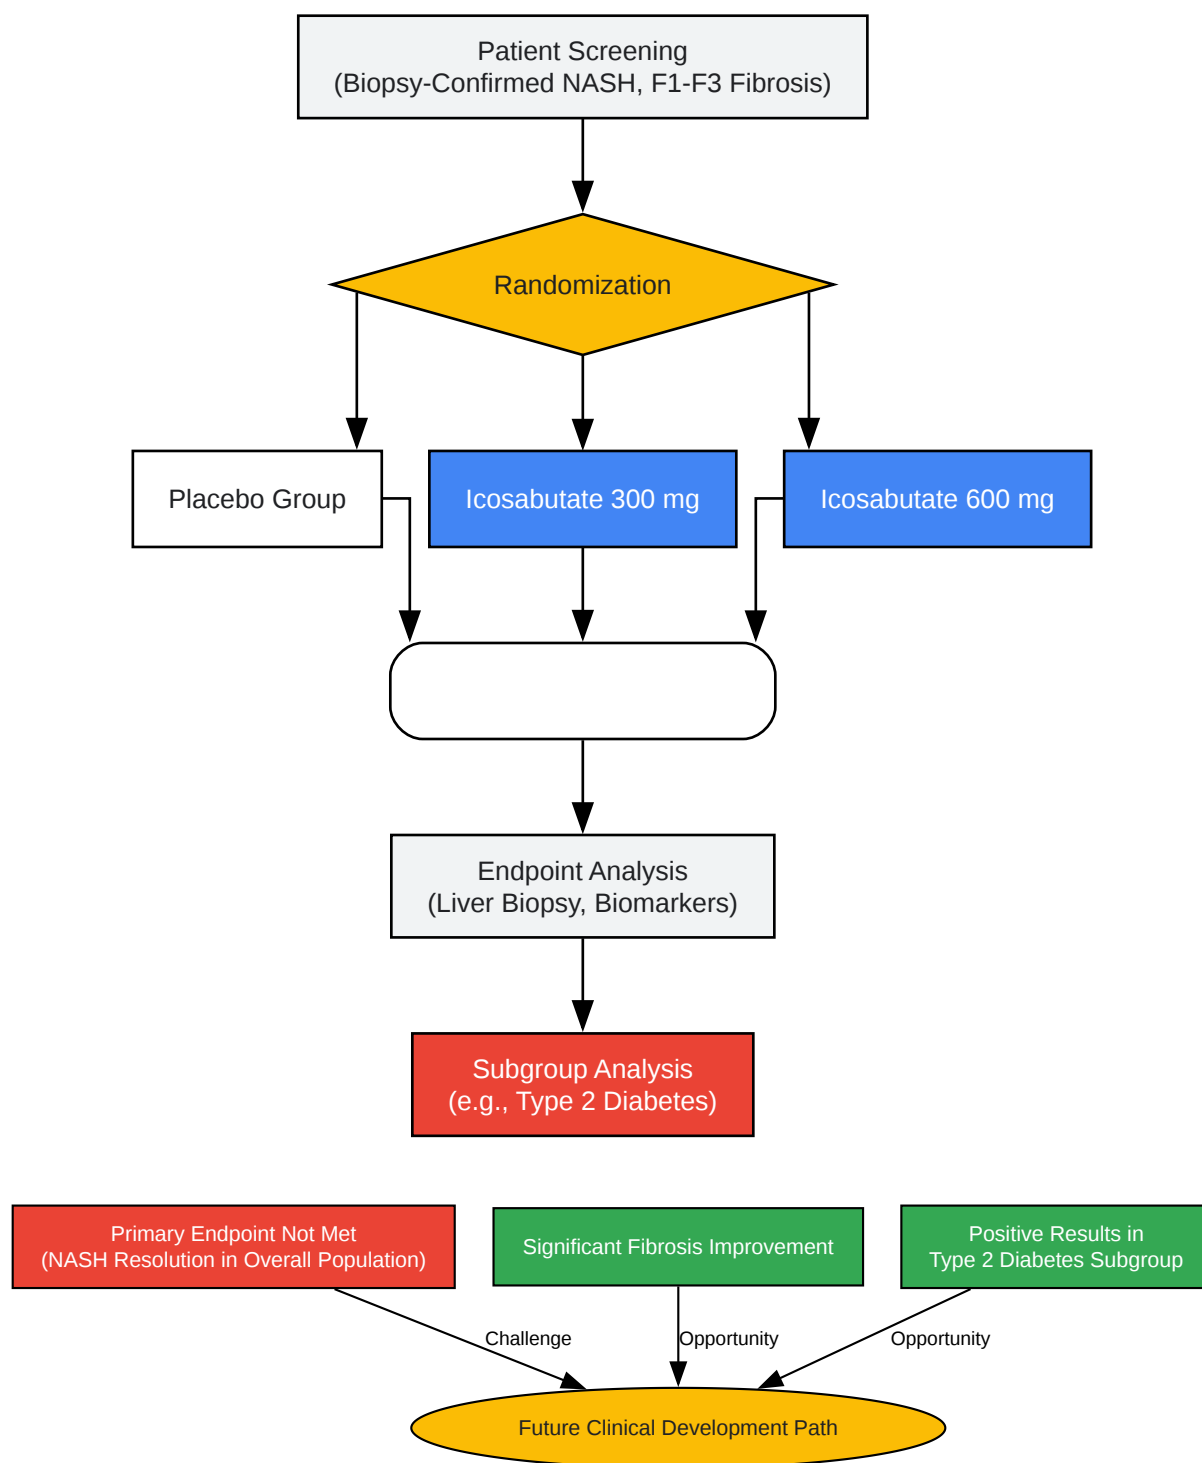 Patient Screening
(Biopsy-Confirmed NASH, F1-F3 Fibrosis)
Randomization
Placebo Group
Icosabutate 300 mg
Icosabutate 600 mg
Endpoint Analysis
(Liver Biopsy, Biomarkers)
Subgroup Analysis
(e.g., Type 2 Diabetes)
Primary Endpoint Not Met
(NASH Resolution in Overall Population)
Significant Fibrosis Improvement
Positive Results in
Type 2 Diabetes Subgroup
Challenge
Opportunity
Opportunity
Future Clinical Development Path